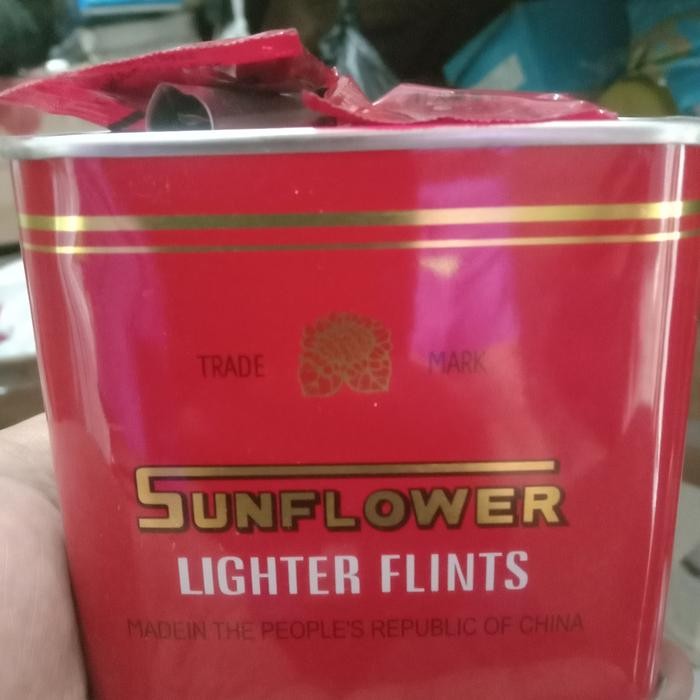 TRADE MARK
SUNFLOWER
LIGHTER FLINTS
MADEIN THE PEOPLE'S REPUBLIC OF CHINA